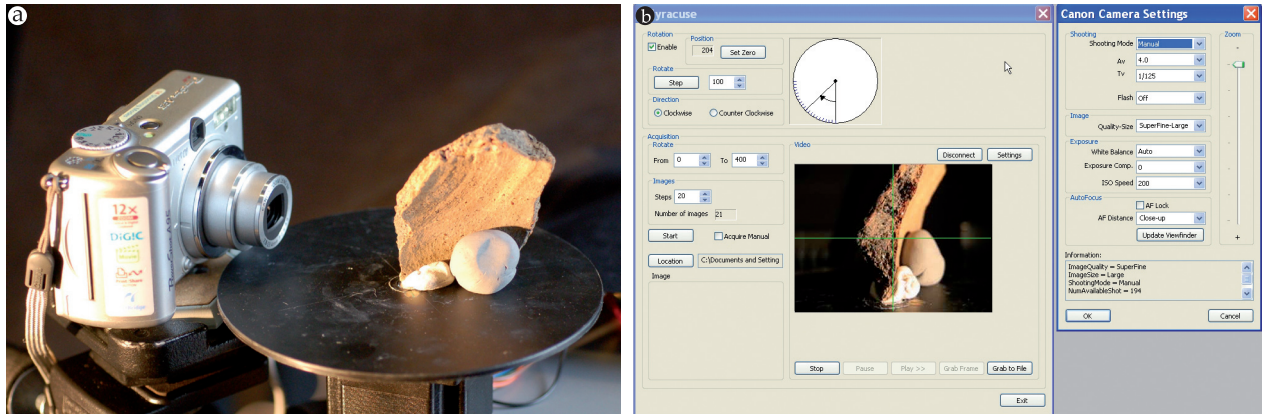 a
12x
DiGiC
b
yracuse
Rotation
Enable
Position
204
Set Zero
Rotate
Step
100
Direction
Clockwise
Counter Clockwise
Acquisition
Rotate
From
0
To
400
Images
Steps
20
Number of images
21
Start
Acquire Manual
Location
C:\Documents and Setting
Image
Video
Disconnect
Settings
Stop
Pause
Play >>
Grab Frame
Grab to File
Exit
Canon Camera Settings
Shooting
Shooting Mode
Manual
Av
4.0
Tv
1/125
Flash
Off
Image
Quality-Size
SuperFine-Large
Exposure
White Balance
Auto
Exposure Comp.
0
ISO Speed
200
AutoFocus
AF Lock
AF Distance
Close-up
Update Viewfinder
Zoom
-
+
Information:
ImageQuality = SuperFine
ImageSize = Large
ShootingMode = Manual
NumAvailableShot = 194
OK
Cancel